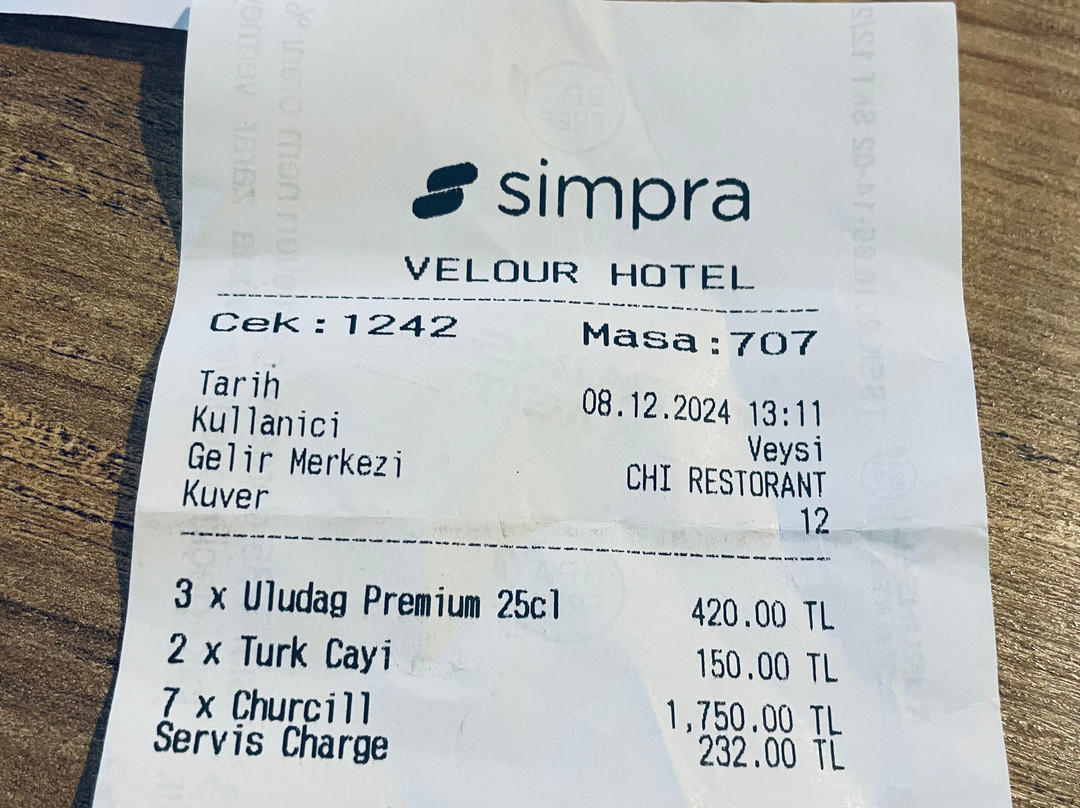 simpra
VELOUR HOTEL
Cek : 1242 Masa : 707
Tarih 08.12.2024 13:11
Kullanici Veysi
Gelir Merkezi CHI RESTORANT
Kuver 12
3 x Uludag Premium 25cl 420.00 TL
2 x Turk Cayi 150.00 TL
7 x Churcill 1,750.00 TL
Servis Charge 232.00 TL